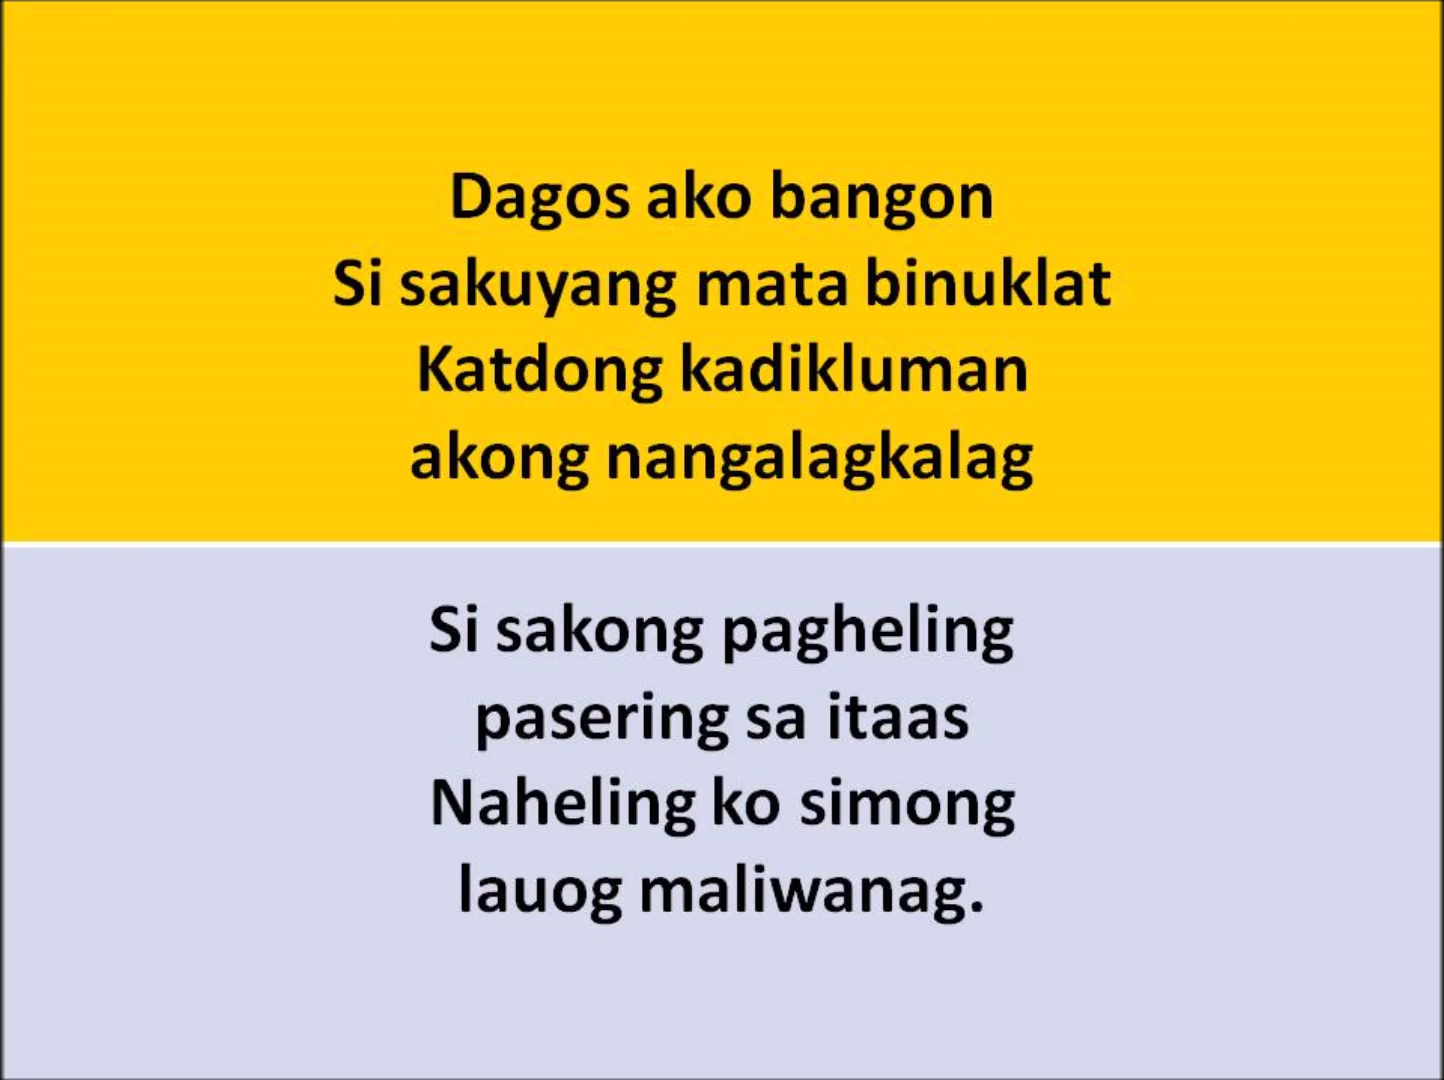 Dagos ako bangon
Si sakuyang mata binuklat
Katdong kadikluman
akong nangalagkalag
Si sakong pagheling
pasering sa itaas
Naheling ko simong
lauog maliwanag.